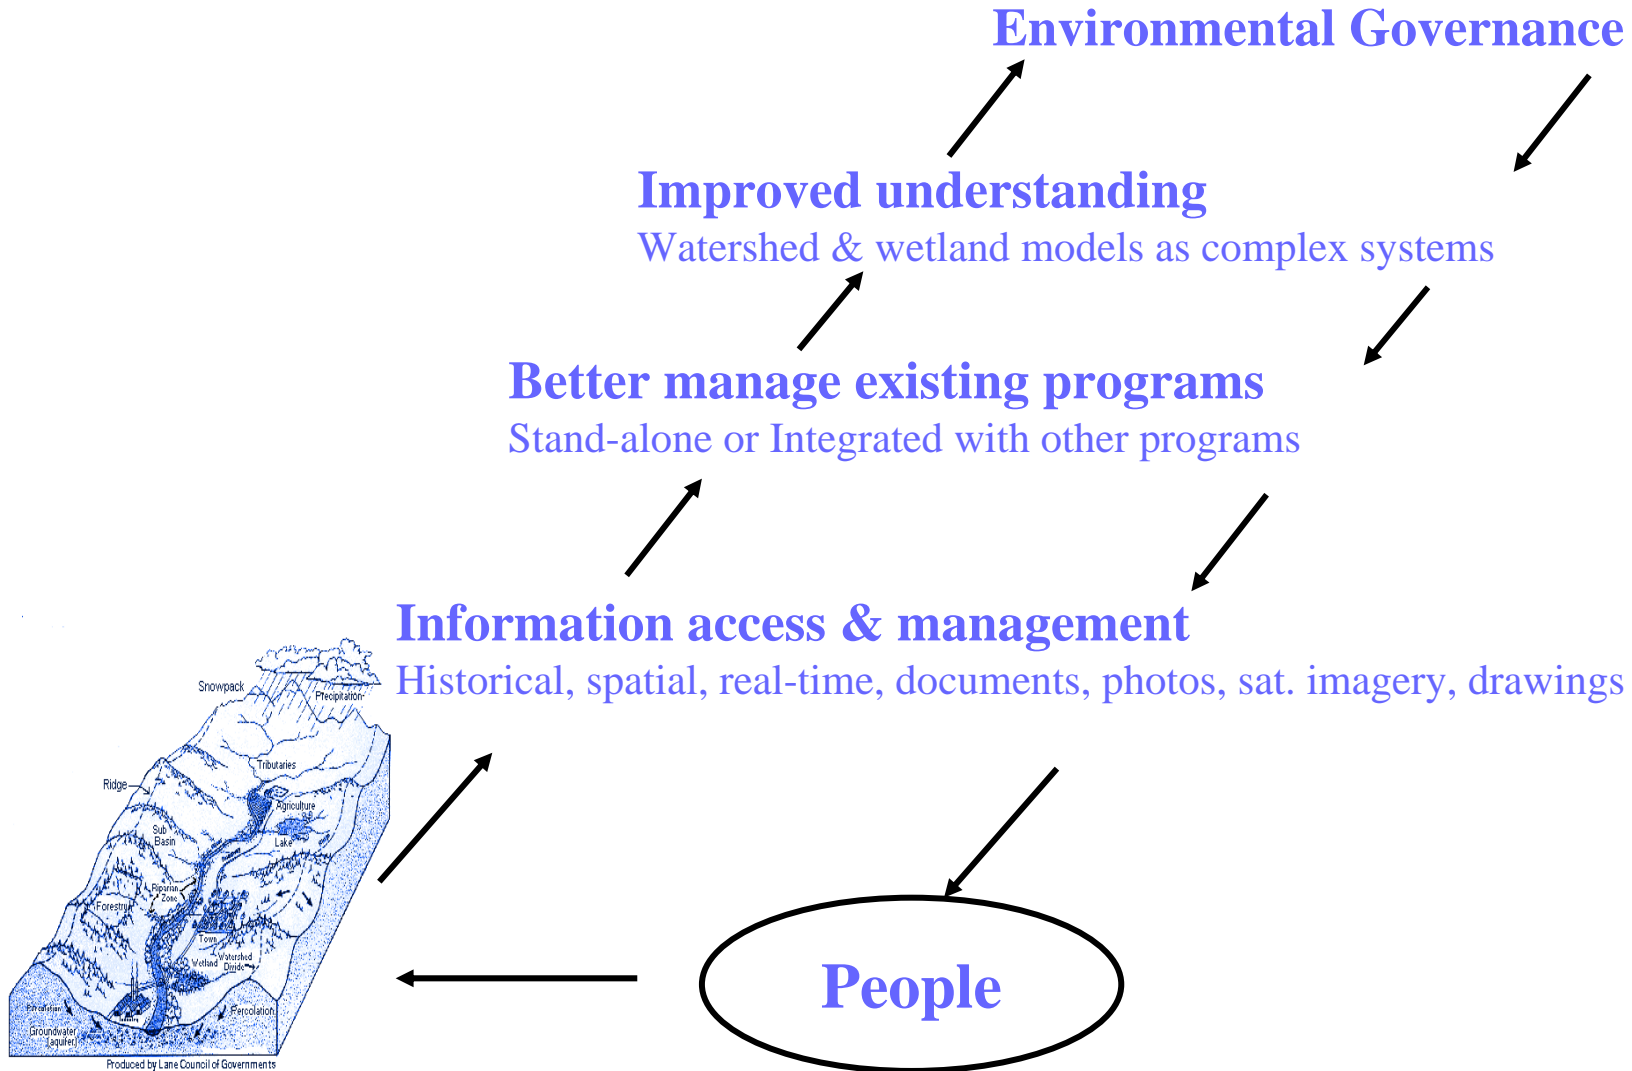 Environmental Governance
Improved understanding
Watershed & wetland models as complex systems
Better manage existing programs
Stand-alone or Integrated with other programs
Information access & management
Historical, spatial, real-time, documents, photos, sat. imagery, drawings
Snowpack
Precipitation
Tributaries
Ridge
Agriculture
Sub
Basin
Lake
Riparian
Zone
Forestry
Town
Wetland
Watershed
Divide
People
Percolation
Percolation
Groundwater
(aquifer)
Produced by Lane Council of Governments